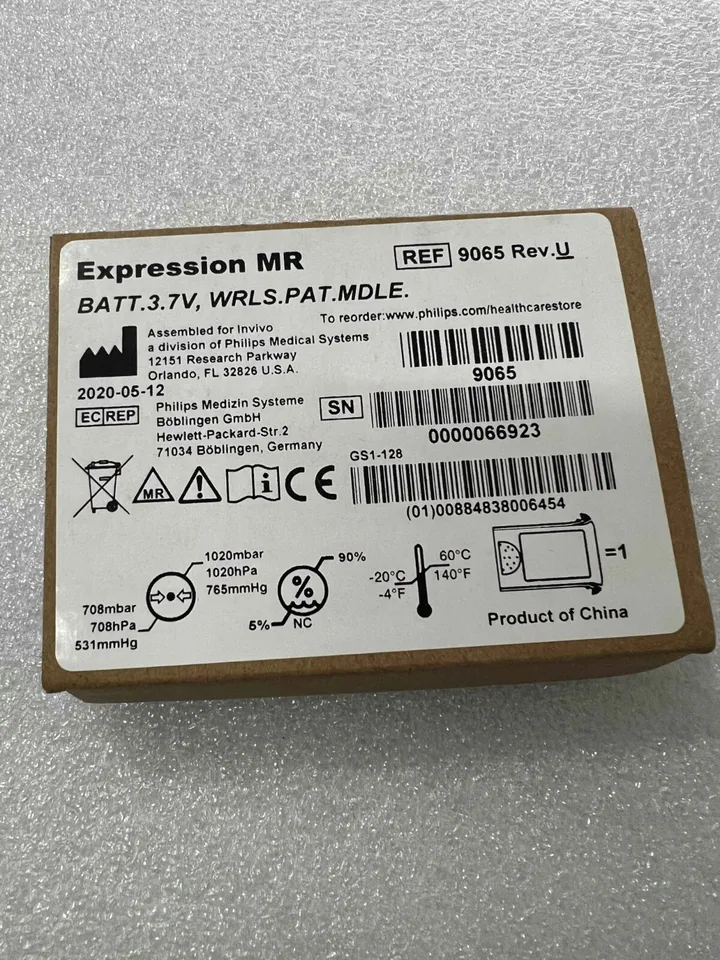 Expression MR
REF 9065 Rev.U
BATT.3.7V, WRLS.PAT.MDLE.
To reorder:www.philips.com/healthcarestore
Assembled for Invivo
a division of Philips Medical Systems
12151 Research Parkway
Orlando, FL 32826 U.S.A.
2020-05-12
9065
EC REP
Philips Medizin Systeme
Böblingen GmbH
Hewlett-Packard-Str.2
71034 Böblingen, Germany
SN
0000066923
GS1-128
(01)00884838006454
MR
CE
1020mbar
1020hPa
765mmHg
708mbar
708hPa
531mmHg
90%
%
5%
NC
60°C
140°F
-20°C
-4°F
=1
Product of China